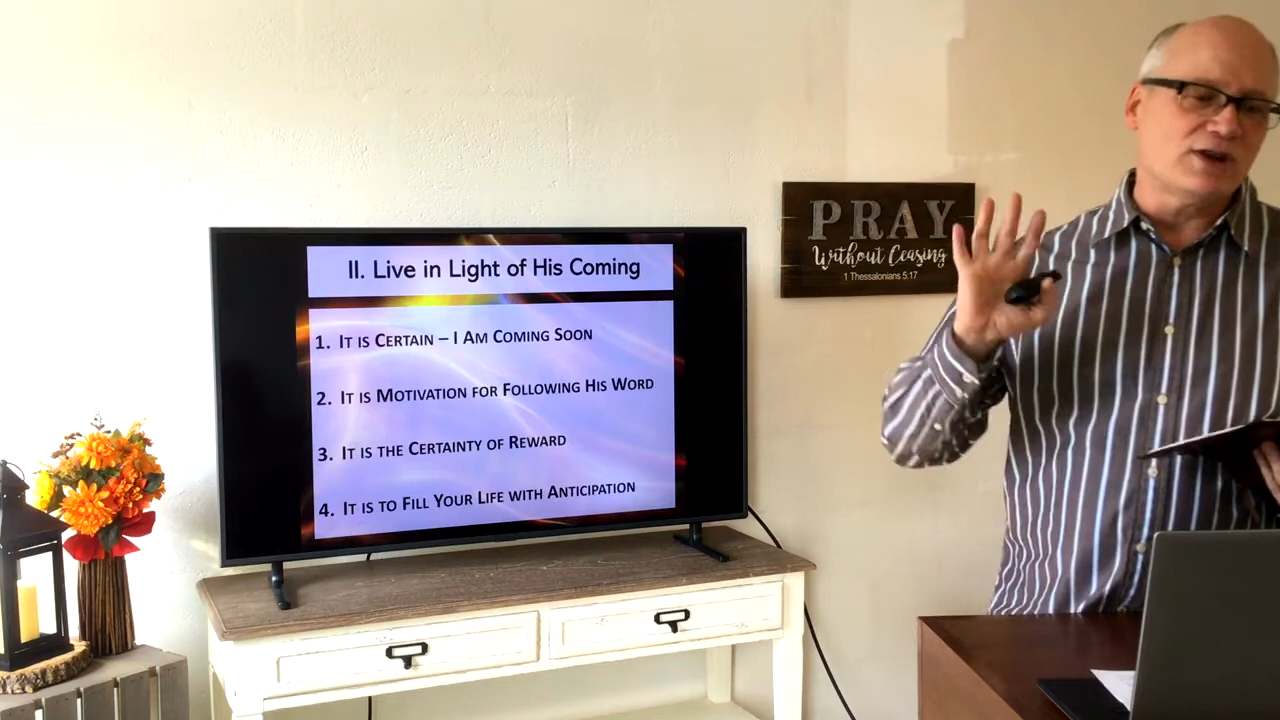 II. Live in Light of His Coming
1. It is Certain – I Am Coming Soon
2. It is Motivation for Following His Word
3. It is the Certainty of Reward
4. It is to Fill Your Life with Anticipation
PRAY
Without Ceasing
1 Thessalonians 5:17